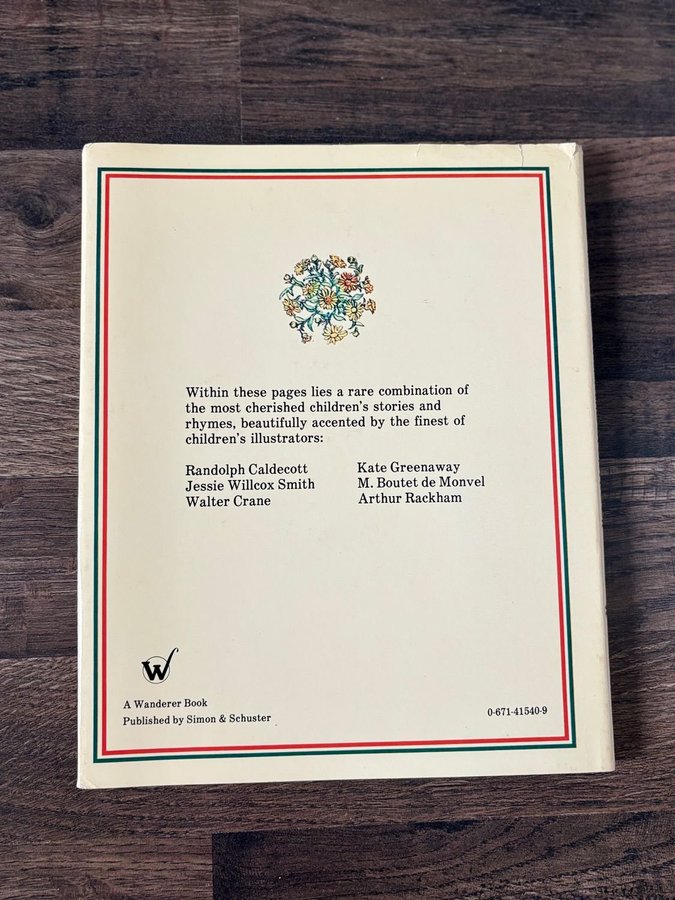 Within these pages lies a rare combination of
the most cherished children's stories and
rhymes, beautifully accented by the finest of
children's illustrators:
Randolph Caldecott
Jessie Willcox Smith
Walter Crane
Kate Greenaway
M. Boutet de Monvel
Arthur Rackham
W
A Wanderer Book
Published by Simon & Schuster
0-671-41540-9